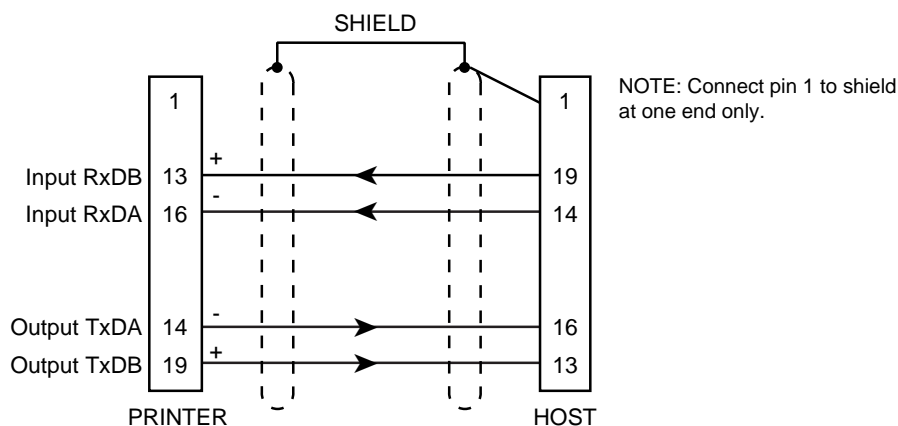 SHIELD
NOTE: Connect pin 1 to shield
at one end only.
1 1
+
Input RxDB 13 19
-
Input RxDA 16 14
-
Output TxDA 14 16
+
Output TxDB 19 13
PRINTER HOST